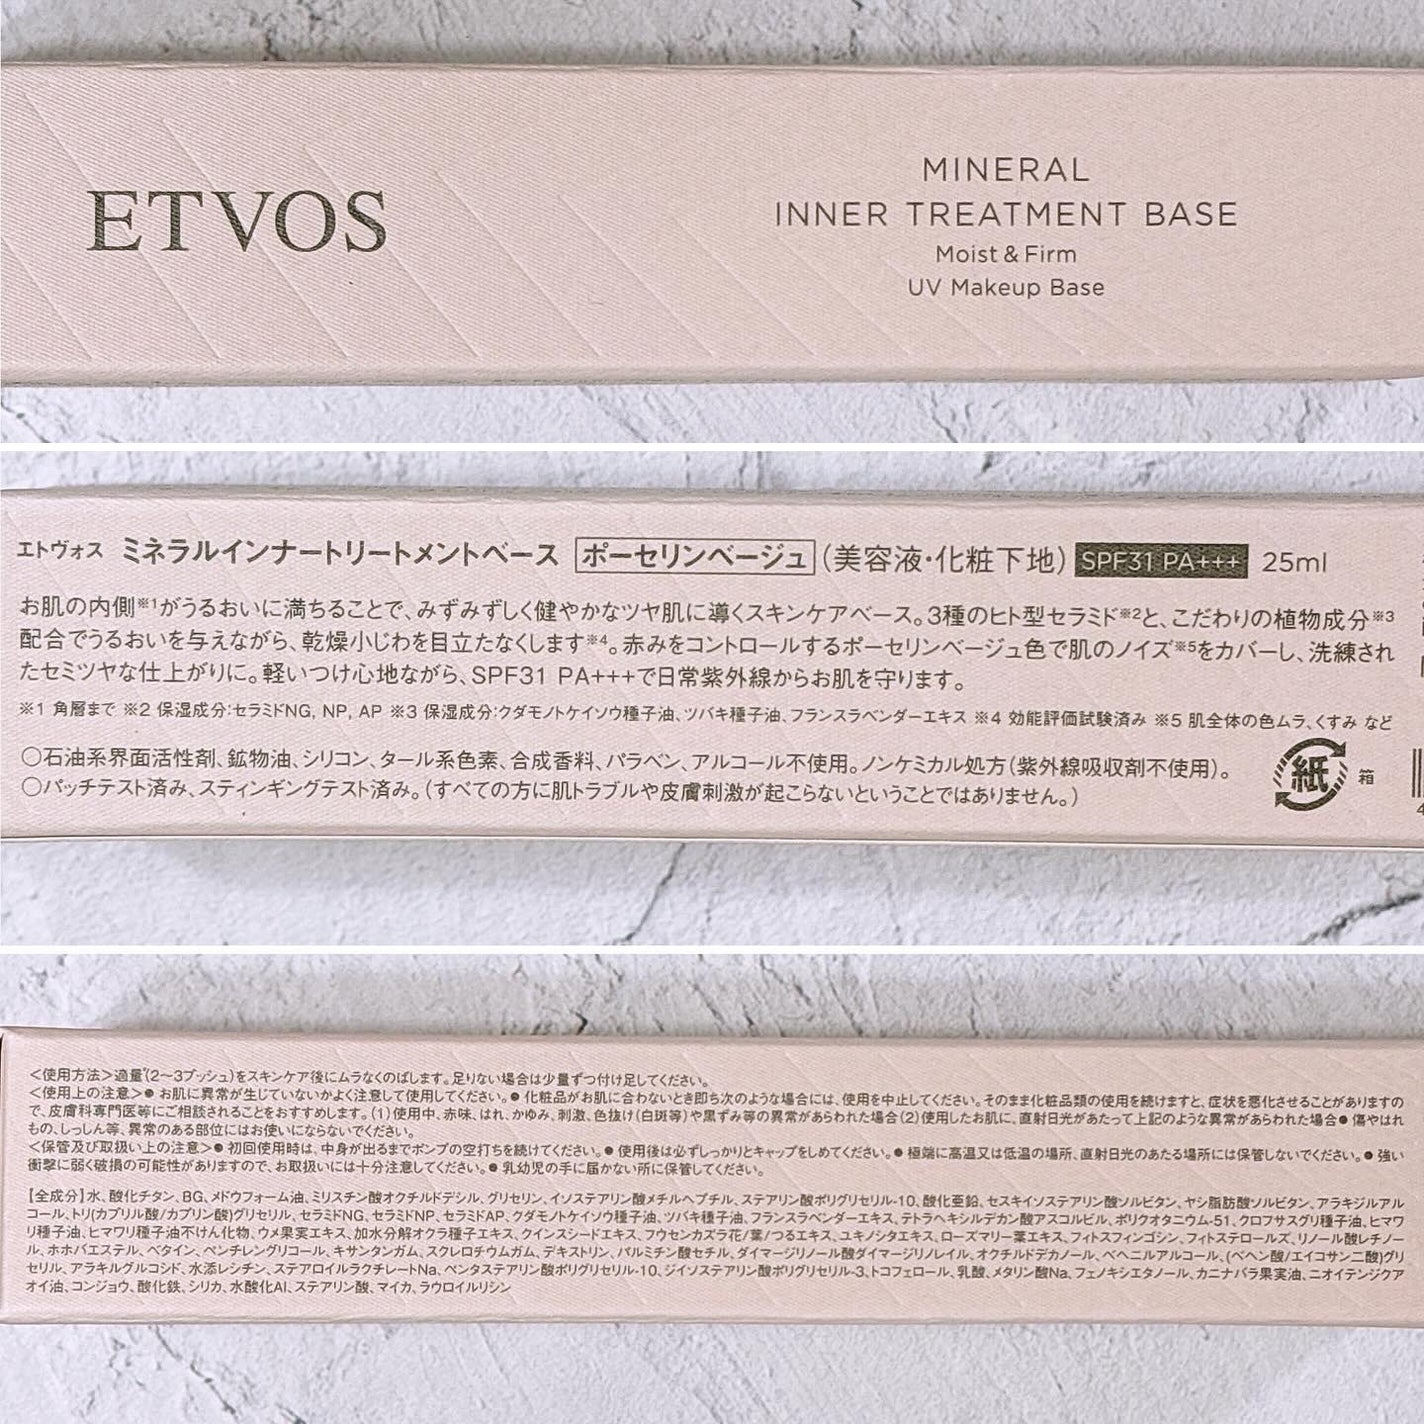 ETVOS
MINERAL
INNER TREATMENT BASE
Moist & Firm
UV Makeup Base
エトヴォス ミネラルインナートリートメントベース ポーセリンベージュ (美容液・化粧下地) SPF31 PA+++ 25ml
お肌の内側※1がうるおいに満ちることで、みずみずしく健やかなツヤ肌に導くスキンケアベース。3種のヒト型セラミド※2と、こだわりの植物成分※3
配合でうるおいを与えながら、乾燥小じわを目立たなくします※4。赤みをコントロールするポーセリンベージュ色で肌のノイズ※5をカバーし、洗練され
たセミツヤな仕上がりに。軽いつけ心地ながら、SPF31 PA+++で日常紫外線からお肌を守ります。
※1 角層まで ※2 保湿成分:セラミドNG, NP, AP ※3 保湿成分:クダモノトケイソウ種子油、ツバキ種子油、フランスラベンダーエキス ※4 効能評価試験済み ※5 肌全体の色ムラ、くすみ など
○石油系界面活性剤、鉱物油、シリコン、タール系色素、合成香料、パラベン、アルコール不使用。ノンケミカル処方(紫外線吸収剤不使用)。
○パッチテスト済み、スティンギングテスト済み。(すべての方に肌トラブルや皮膚刺激が起こらないということではありません。)
紙 箱
4
<使用方法>適量(2~3プッシュ)をスキンケア後にムラなくのばします。足りない場合は少量ずつ付け足してください。
<使用上の注意>● お肌に異常が生じていないかよく注意して使用してください。● 化粧品がお肌に合わないとき即ち次のような場合には、使用を中止してください。そのまま化粧品類の使用を続けますと、症状を悪化させることがありますの
で、皮膚科専門医等にご相談されることをおすすめします。(1)使用中、赤味、はれ、かゆみ、刺激、色抜け(白斑等)や黒ずみ等の異常があらわれた場合(2)使用したお肌に、直射日光があたって上記のような異常があらわれた場合● 傷やはれ
もの、しっしん等、異常のある部位にはお使いにならないでください。
<保管及び取扱い上の注意>● 初回使用時は、中身が出るまでポンプの空打ちを続けてください。● 使用後は必ずしっかりとキャップをしめてください。● 極端に高温又は低温の場所、直射日光のあたる場所には保管しないでください。● 強い
衝撃に弱く破損の可能性がありますので、お取扱いには十分注意してください。● 乳幼児の手に届かない所に保管してください。
【全成分】水、酸化チタン、BG、メドウフォーム油、ミリスチン酸オクチルドデシル、グリセリン、イソステアリン酸メチルヘプチル、ステアリン酸ポリグリセリル-10、酸化亜鉛、セスキイソステアリン酸ソルビタン、ヤシ脂肪酸ソルビタン、アラキジルアル
コール、トリ(カプリル酸/カプリン酸)グリセリル、セラミドNG、セラミドNP、セラミドAP、クダモノトケイソウ種子油、ツバキ種子油、フランスラベンダーエキス、テトラヘキシルデカン酸アスコルビル、ポリクオタニウム-51、クロフサスグリ種子油、ヒマワ
リ種子油、ヒマワリ種子油不けん化物、ウメ果実エキス、加水分解オクラ種子エキス、クインスシードエキス、フウセンカズラ花/葉/つるエキス、ユキノシタエキス、ローズマリー葉エキス、フィトスフィンゴシン、フィトステロールズ、リノール酸レチノー
ル、ホホバエステル、ベタイン、ペンチレングリコール、キサンタンガム、スクレロチウムガム、デキストリン、パルミチン酸セチル、ダイマージリノール酸ダイマージリノレイル、オクチルドデカノール、ベヘニルアルコール、(ベヘン酸/エイコサン二酸)グリ
セリル、アラキルグルコシド、水添レシチン、ステアロイルラクチレートNa、ペンタステアリン酸ポリグリセリル-10、ジイソステアリン酸ポリグリセリル-3、トコフェロール、乳酸、メタリン酸Na、フェノキシエタノール、カニナバラ果実油、ニオイテンジクア
オイ油、コンジョウ、酸化鉄、シリカ、水酸化Al、ステアリン酸、マイカ、ラウロイルリシン